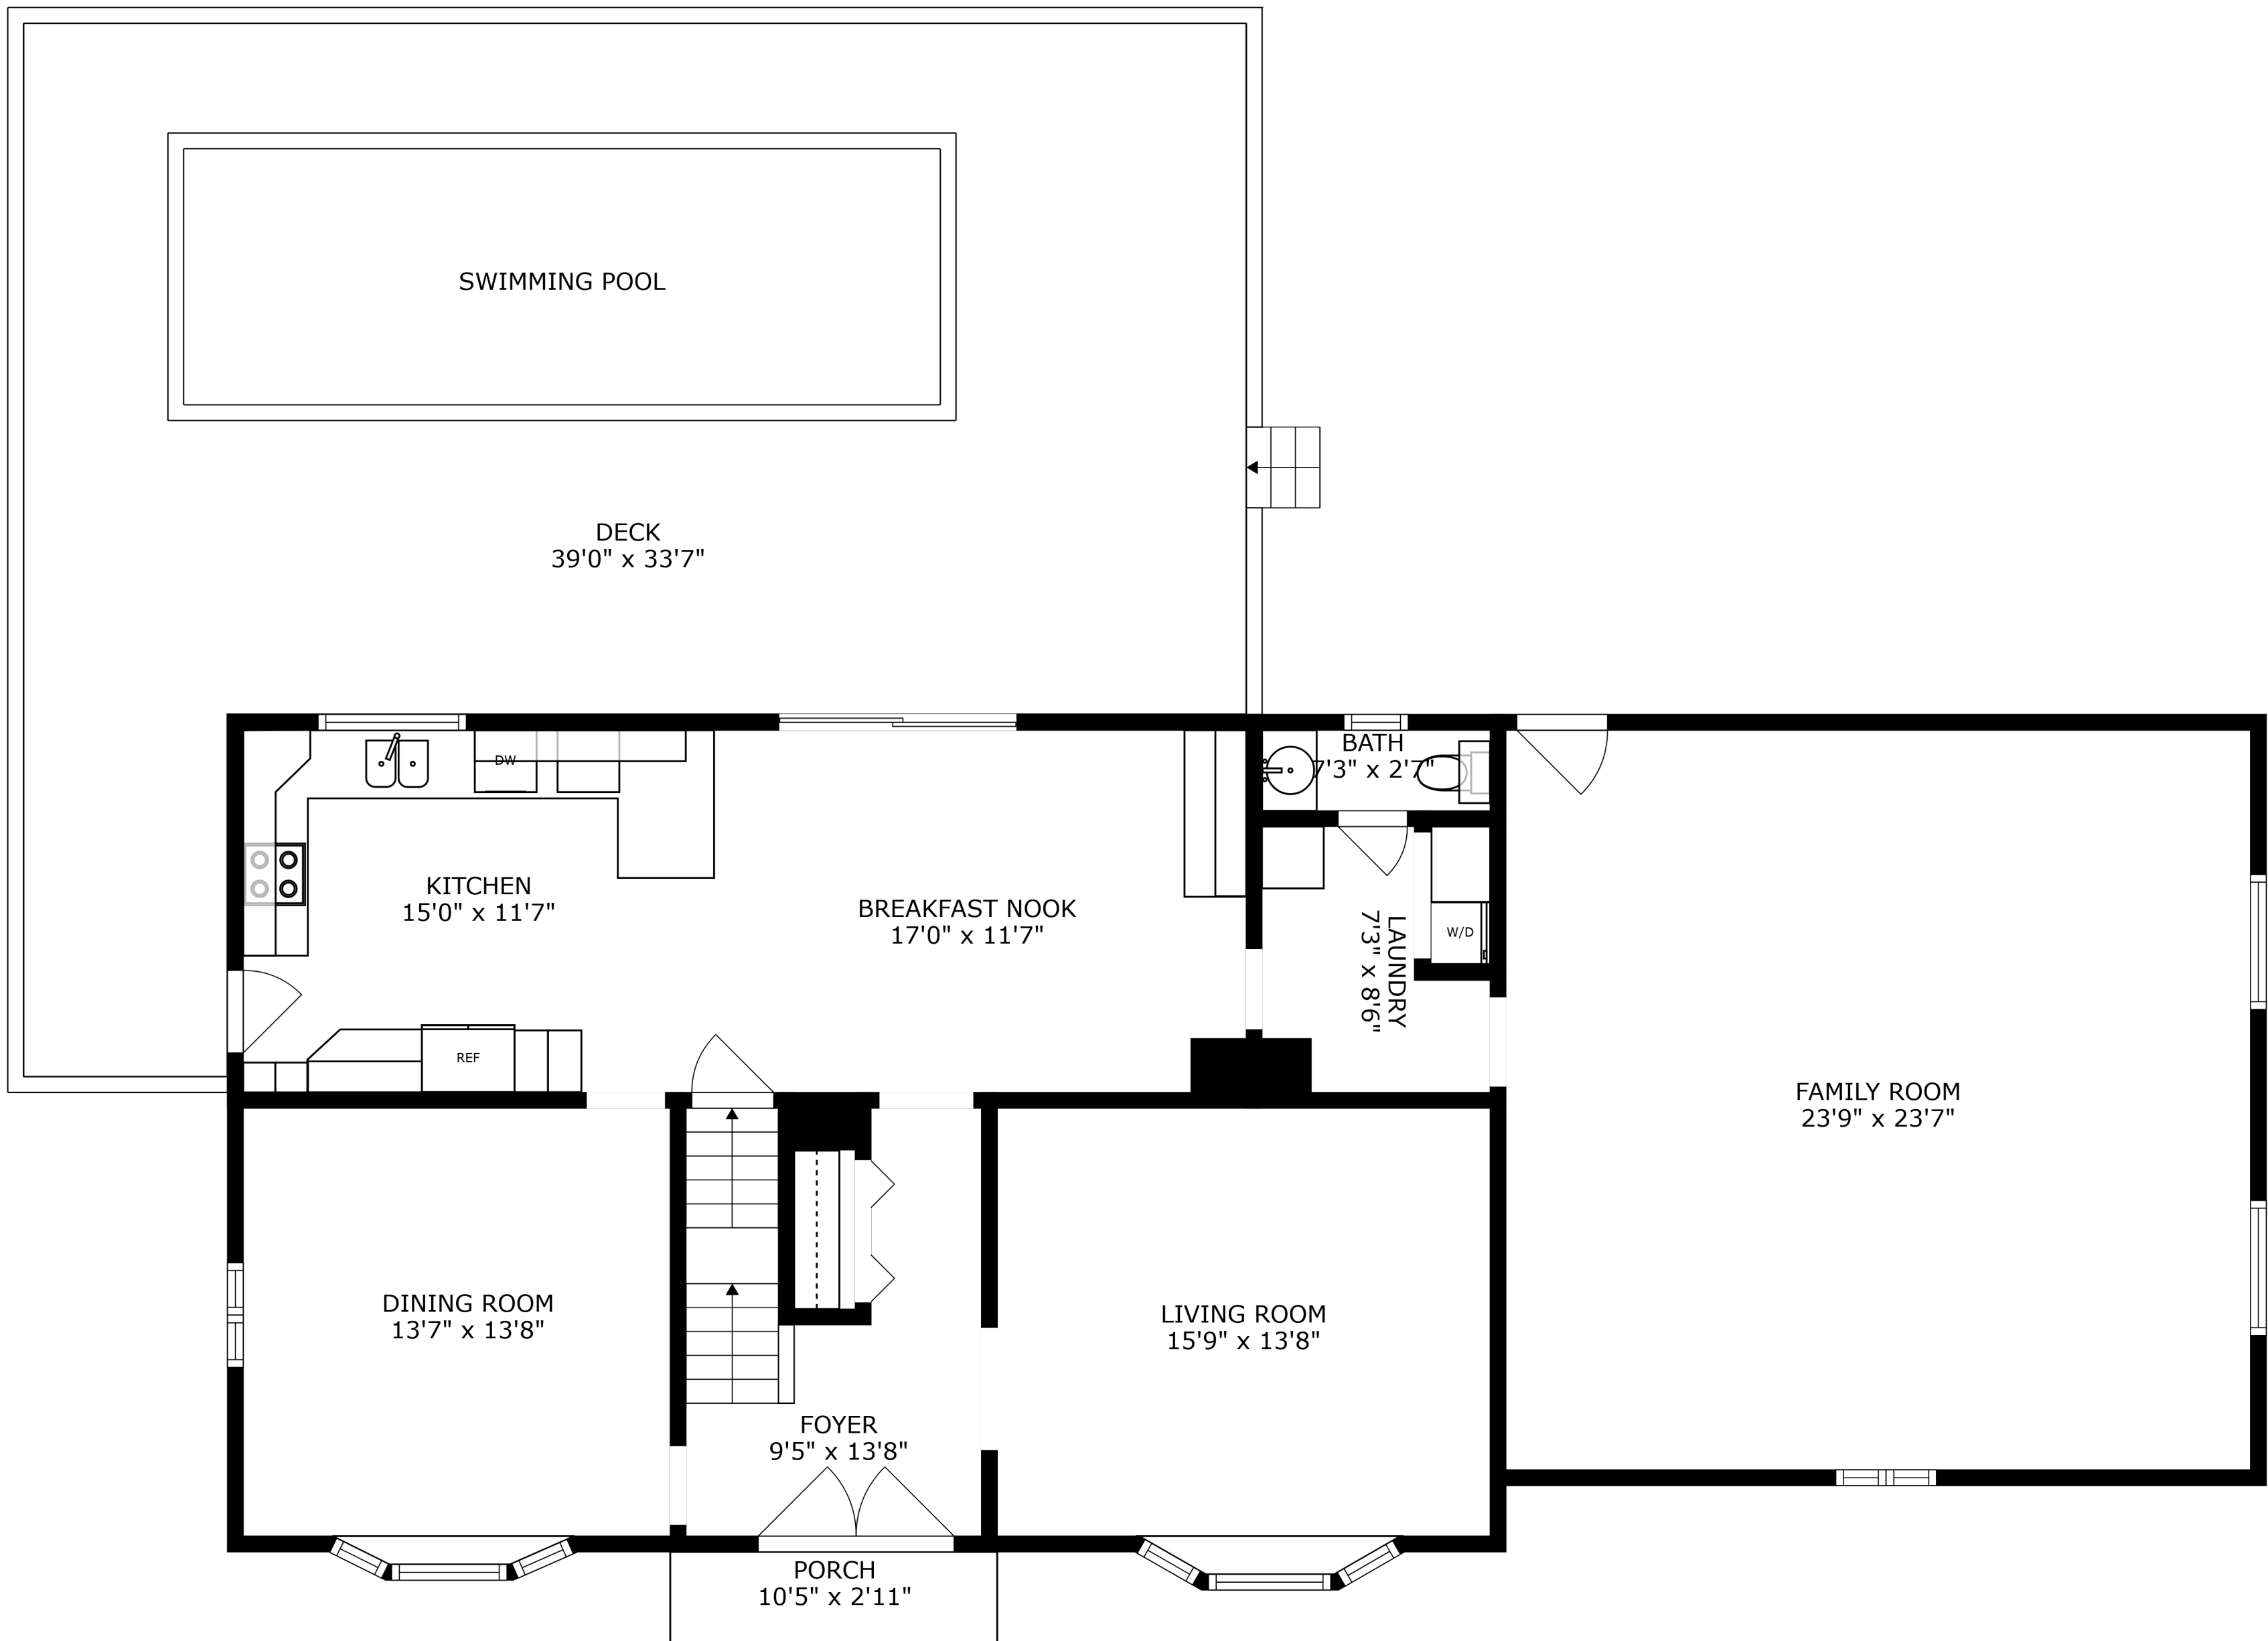 SWIMMING POOL
DECK
39'0" x 33'7"
DW
BATH
7'3" x 2'7"
KITCHEN
15'0" x 11'7"
BREAKFAST NOOK
17'0" x 11'7"
W/D
LAUNDRY
7'3" x 8'6"
REF
FAMILY ROOM
23'9" x 23'7"
DINING ROOM
13'7" x 13'8"
LIVING ROOM
15'9" x 13'8"
FOYER
9'5" x 13'8"
PORCH
10'5" x 2'11"